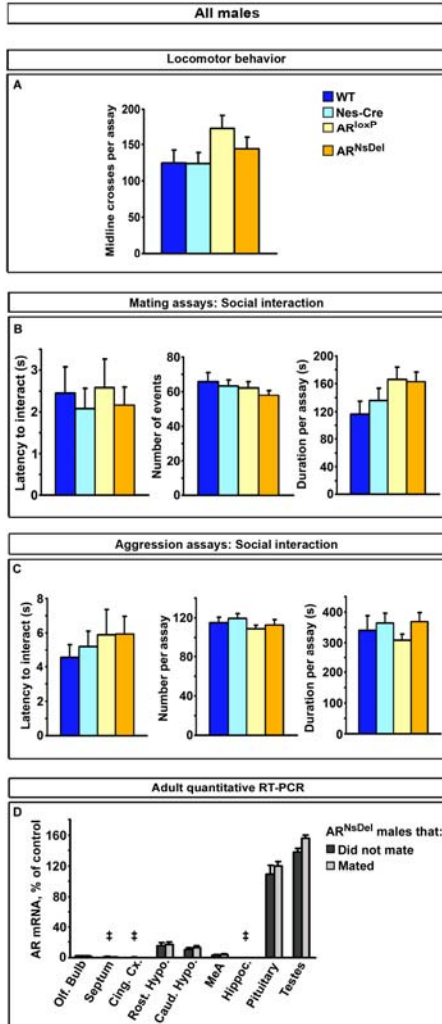 All males
Locomotor behavior
A
Midline crosses per assay
200
150
100
50
0
WT
Nes-Cre
AR^loxP
AR^NsDel
Mating assays: Social interaction
B
Latency to interact (s)
3
2
1
0
Number of events
80
60
40
20
0
Duration per assay (s)
200
160
120
80
40
0
Aggression assays: Social interaction
C
Latency to interact (s)
8
6
4
2
0
Number per assay
120
80
40
0
Duration per assay (s)
400
300
200
100
0
Adult quantitative RT-PCR
D
AR mRNA, % of control
160
120
80
40
0
AR^NsDel males that:
Did not mate
Mated
‡
‡
‡
Olf. Bulb
Septum
Cing. Cx.
Rost. Hypo.
Caud. Hypo.
MeA
Hippoc.
Pituitary
Testes